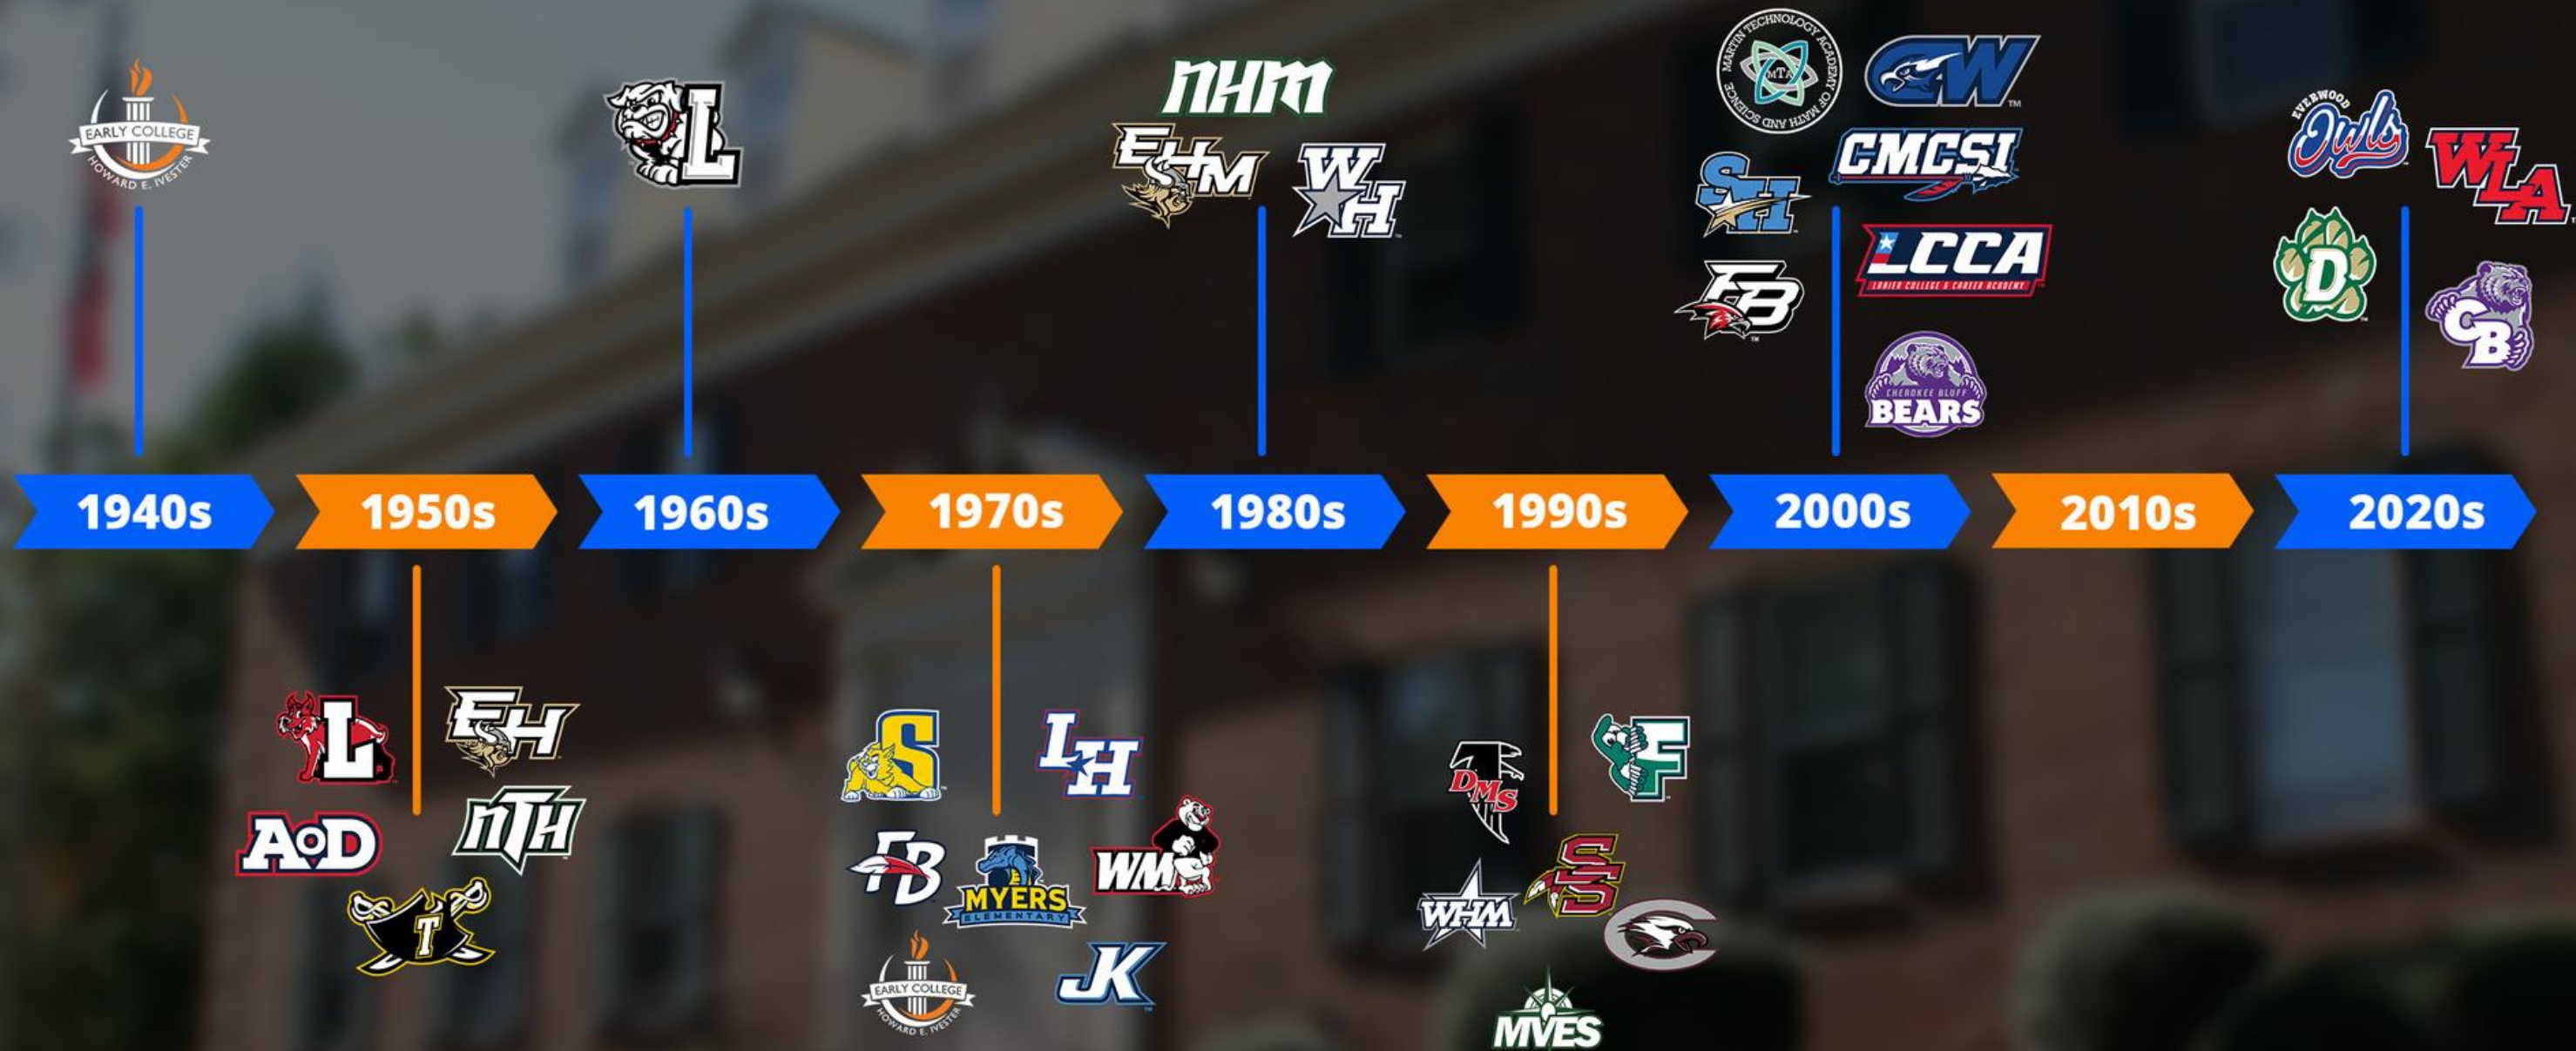 EARLY COLLEGE
HOWARD E. IVESTER
L
NHM
EHM
WH
MARTIN TECHNOLOGY ACADEMY OF MATH AND SCIENCE
MTA
CW
TM
SH
CMCSI
FB
TM
LCCA
LANIER COLLEGE & CAREER ACADEMY
CHEROKEE BLUFF
BEARS
EVERWOOD
Owls
WLA
D
CB
1940s
1950s
1960s
1970s
1980s
1990s
2000s
2010s
2020s
L
EH
AOD
NTH
T
S
LH
FB
MYERS
ELEMENTARY
WM
EARLY COLLEGE
HOWARD E. IVESTER
JK
DMS
F
WHM
SS
C
MVES